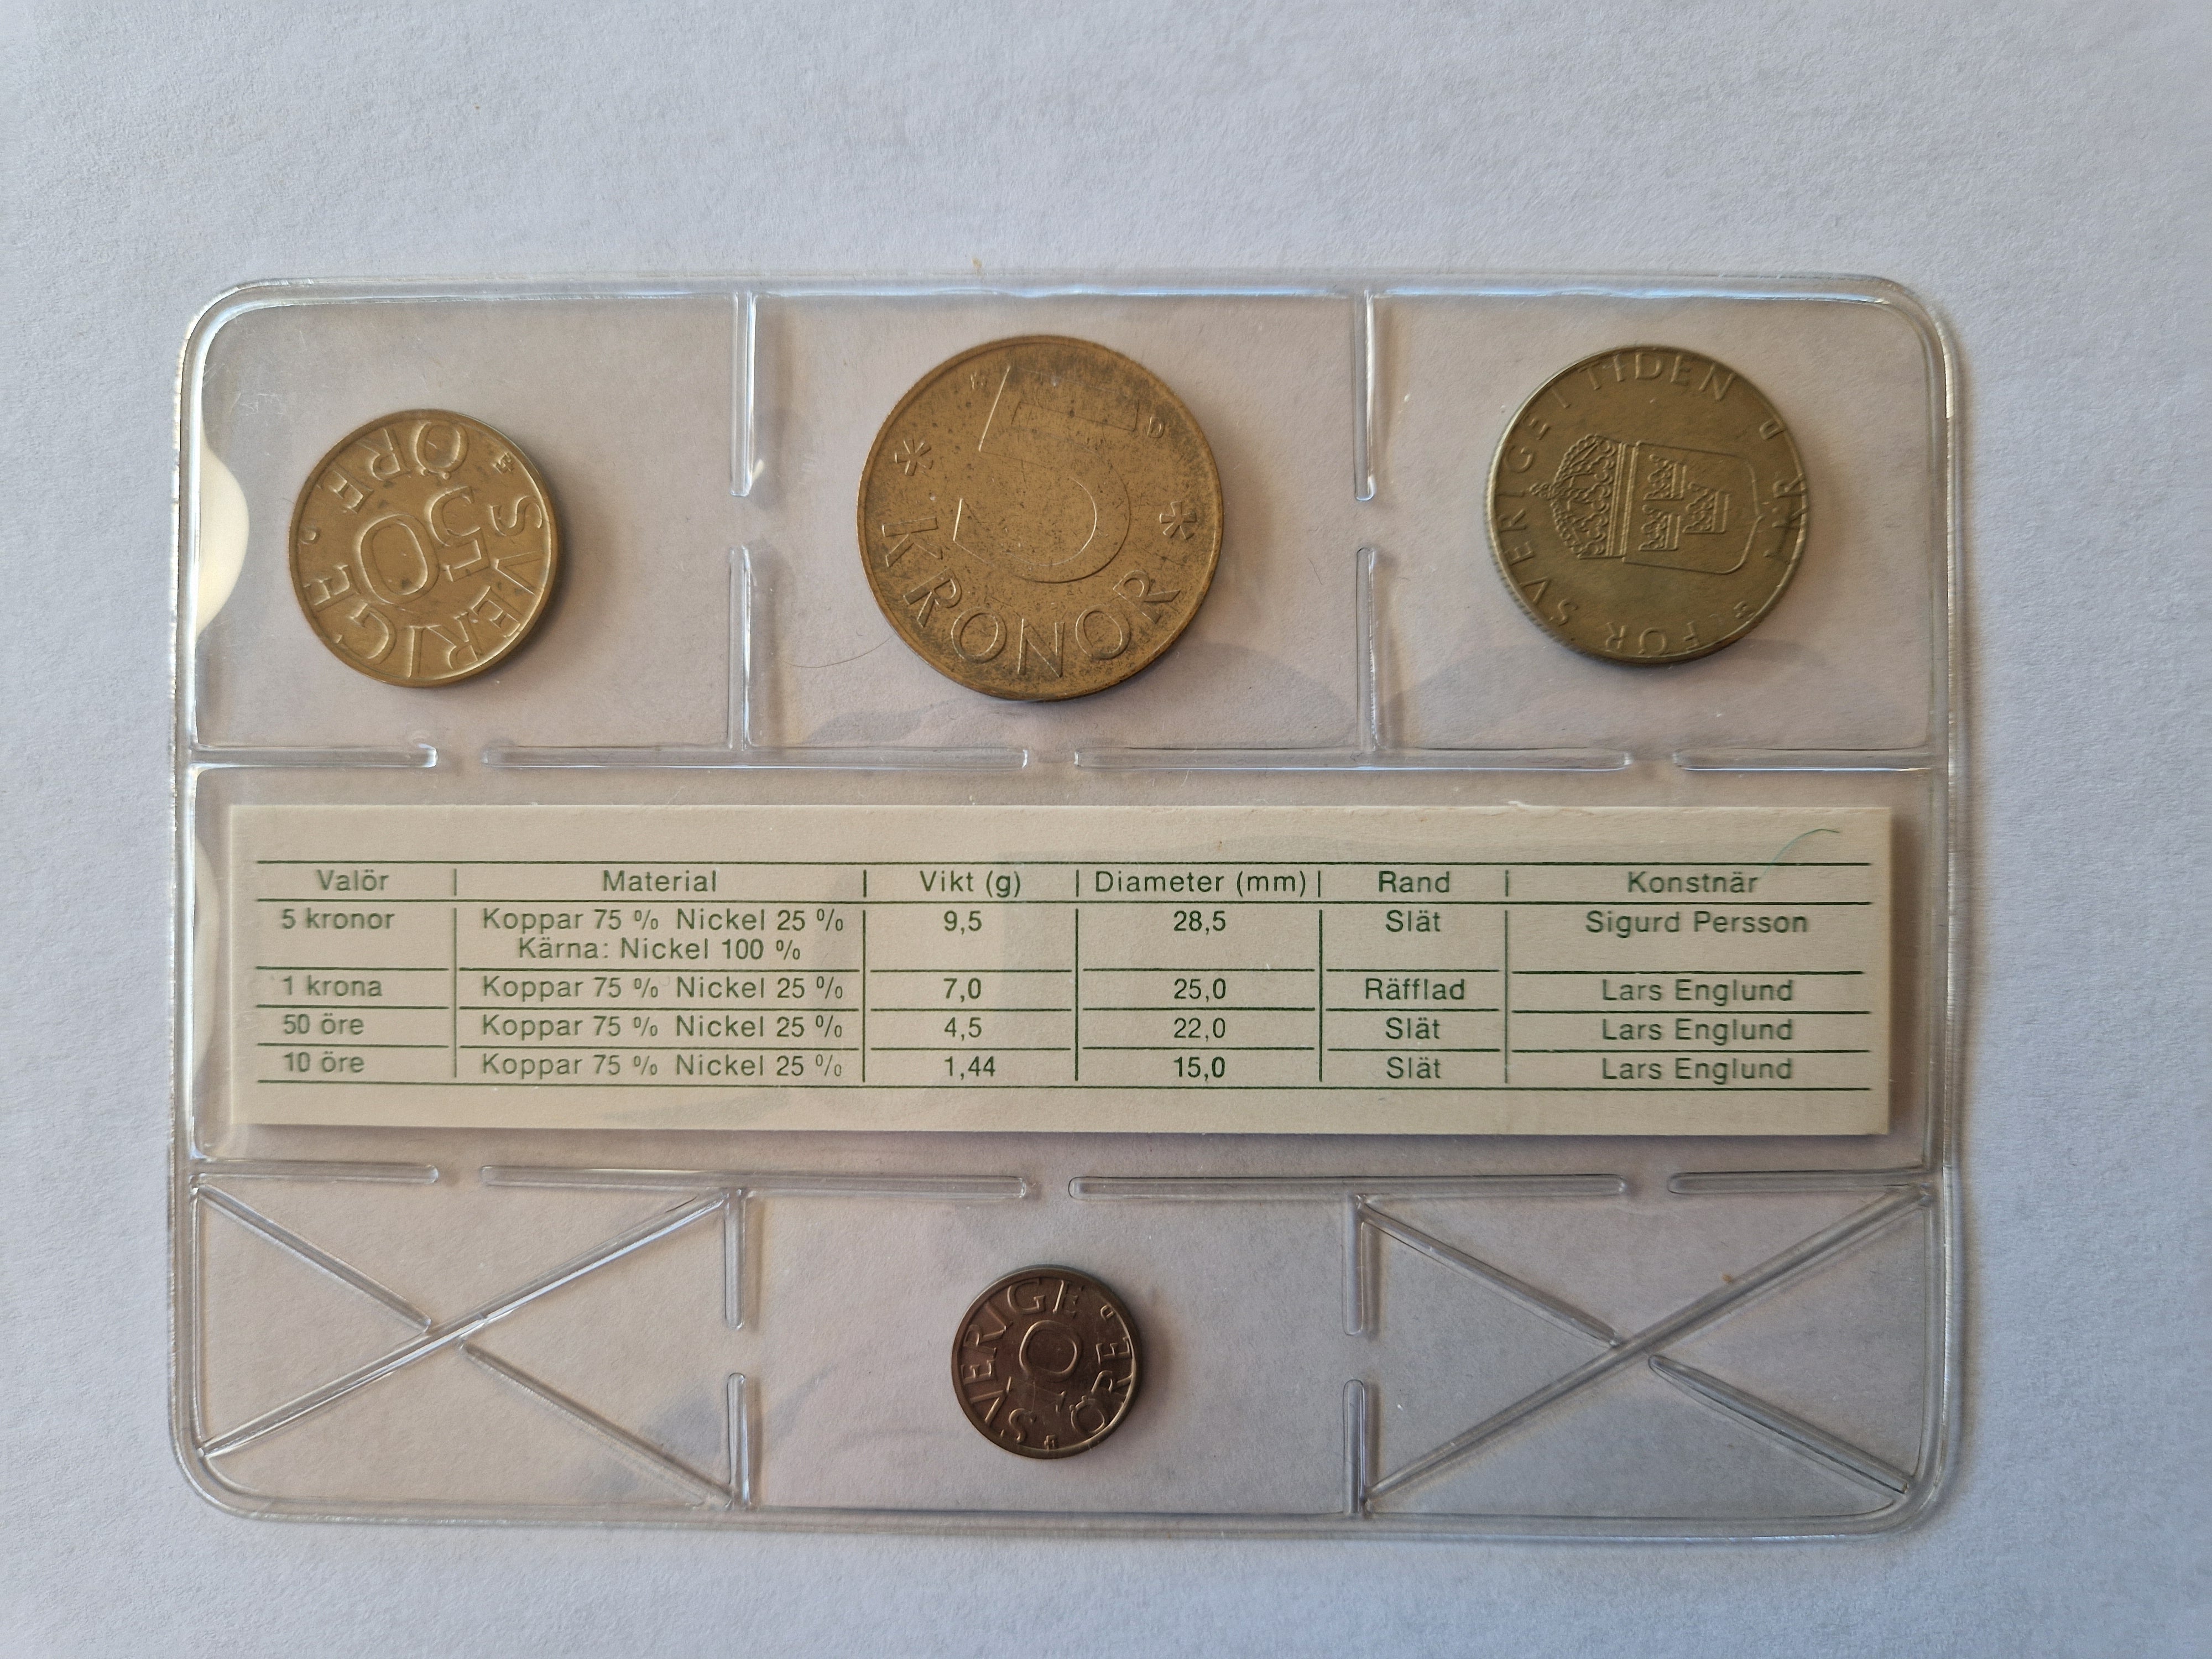 SVERIGE
50
ÖRE
5
D
KRONOR
FÖR SVERIGE I TIDEN
1 KR
D
Valör | Material | Vikt (g) | Diameter (mm) | Rand | Konstnär
5 kronor Koppar 75 % Nickel 25 % 9,5 28,5 Slät Sigurd Persson
Kärna: Nickel 100 %
1 krona Koppar 75 % Nickel 25 % 7,0 25,0 Räfflad Lars Englund
50 öre Koppar 75 % Nickel 25 % 4,5 22,0 Slät Lars Englund
10 öre Koppar 75 % Nickel 25 % 1,44 15,0 Slät Lars Englund
SVERIGE
10
ÖRE